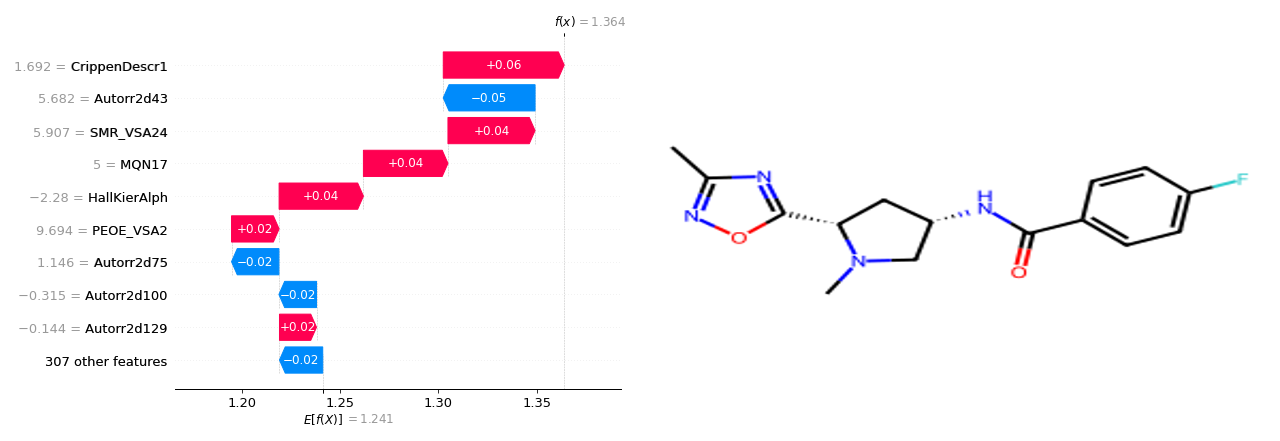 f(x) = 1.364
1.692 = CrippenDescr1 +0.06
5.682 = Autorr2d43 −0.05
5.907 = SMR_VSA24 +0.04
5 = MQN17 +0.04
−2.28 = HallKierAlph +0.04
9.694 = PEOE_VSA2 +0.02
1.146 = Autorr2d75 −0.02
−0.315 = Autorr2d100 −0.02
−0.144 = Autorr2d129 +0.02
307 other features −0.02
1.20 1.25 1.30 1.35
E[f(X)] = 1.241
N
N
O
N
H
N
O
F